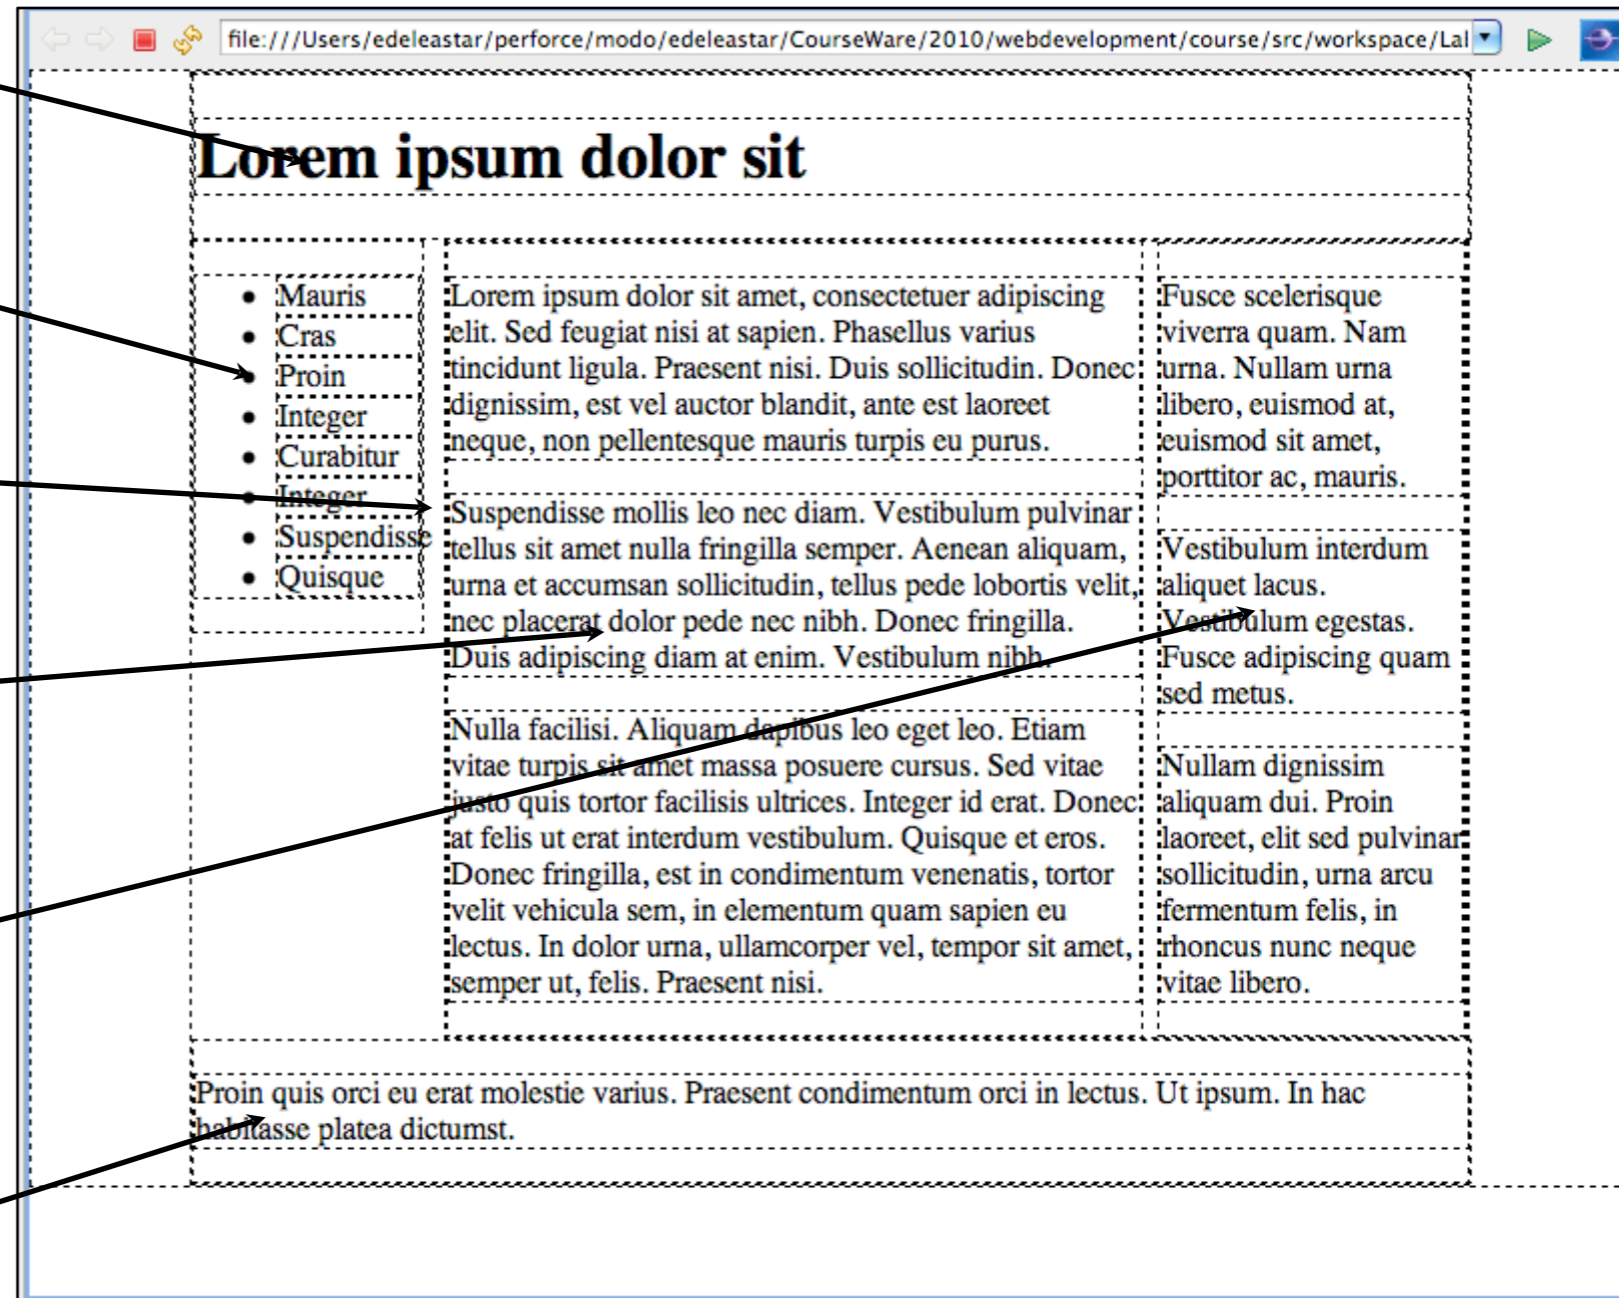 file:///Users/edeleastar/perforce/modo/edeleastar/CourseWare/2010/webdevelopment/course/src/workspace/Lal
Lorem ipsum dolor sit
Mauris
Cras
Proin
Integer
Curabitur
Integer
Suspendisse
Quisque
Lorem ipsum dolor sit amet, consectetuer adipiscing
elit. Sed feugiat nisi at sapien. Phasellus varius
tincidunt ligula. Praesent nisi. Duis sollicitudin. Donec
dignissim, est vel auctor blandit, ante est laoreet
neque, non pellentesque mauris turpis eu purus.
Suspendisse mollis leo nec diam. Vestibulum pulvinar
tellus sit amet nulla fringilla semper. Aenean aliquam,
urna et accumsan sollicitudin, tellus pede lobortis velit,
nec placerat dolor pede nec nibh. Donec fringilla.
Duis adipiscing diam at enim. Vestibulum nibh.
Nulla facilisi. Aliquam dapibus leo eget leo. Etiam
vitae turpis sit amet massa posuere cursus. Sed vitae
justo quis tortor facilisis ultrices. Integer id erat. Donec
at felis ut erat interdum vestibulum. Quisque et eros.
Donec fringilla, est in condimentum venenatis, tortor
velit vehicula sem, in elementum quam sapien eu
lectus. In dolor urna, ullamcorper vel, tempor sit amet,
semper ut, felis. Praesent nisi.
Fusce scelerisque
viverra quam. Nam
urna. Nullam urna
libero, euismod at,
euismod sit amet,
porttitor ac, mauris.
Vestibulum interdum
aliquet lacus.
Vestibulum egestas.
Fusce adipiscing quam
sed metus.
Nullam dignissim
aliquam dui. Proin
laoreet, elit sed pulvinar
sollicitudin, urna arcu
fermentum felis, in
rhoncus nunc neque
vitae libero.
Proin quis orci eu erat molestie varius. Praesent condimentum orci in lectus. Ut ipsum. In hac
habitasse platea dictumst.